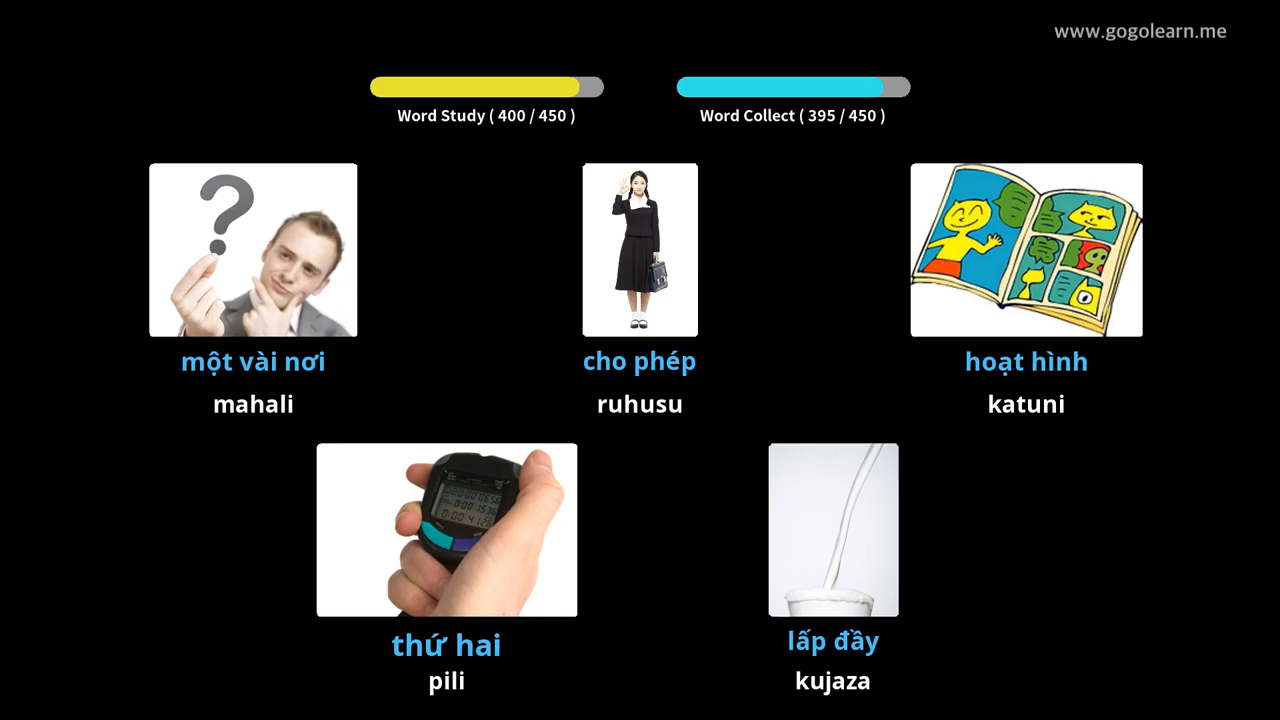 www.gogolearn.me
Word Study ( 400 / 450 )
Word Collect ( 395 / 450 )
một vài nơi
cho phép
hoạt hình
mahali
ruhusu
katuni
thứ hai
lấp đầy
pili
kujaza